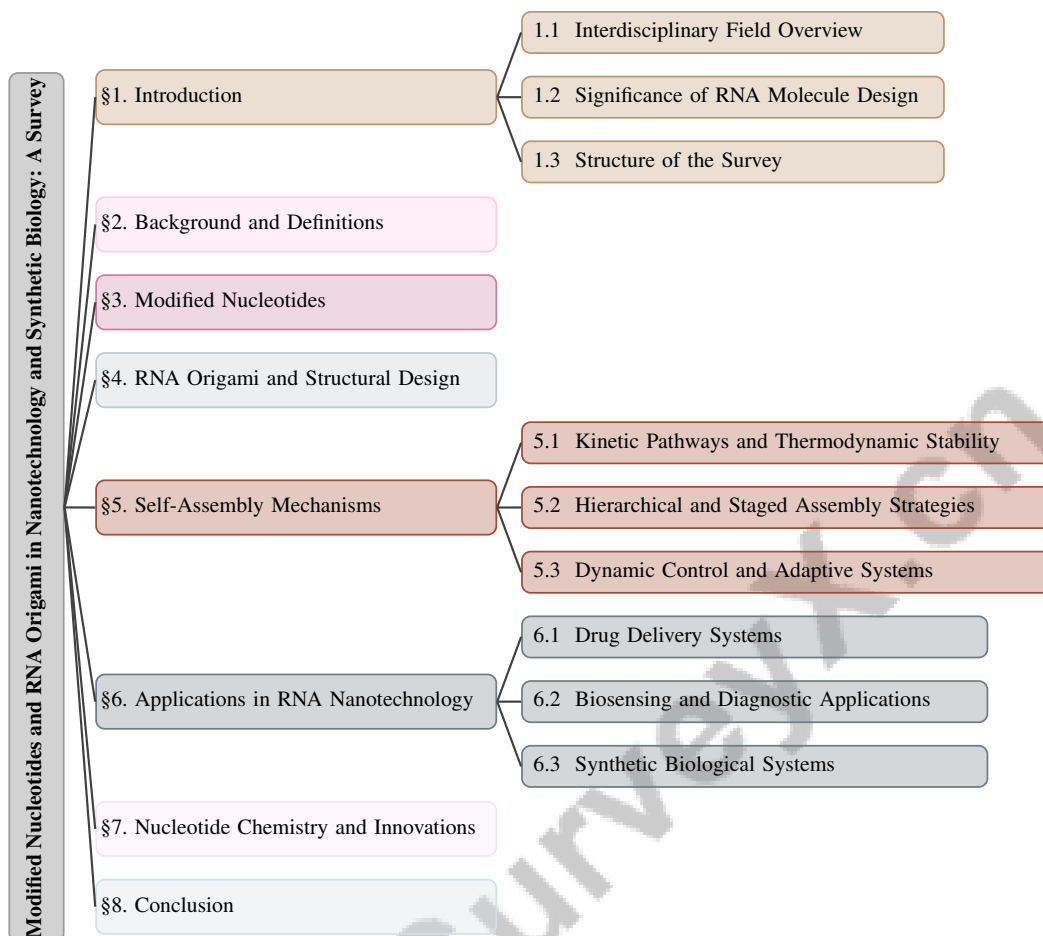 Modified Nucleotides and RNA Origami in Nanotechnology and Synthetic Biology: A Survey
§1. Introduction
1.1 Interdisciplinary Field Overview
1.2 Significance of RNA Molecule Design
1.3 Structure of the Survey
§2. Background and Definitions
§3. Modified Nucleotides
§4. RNA Origami and Structural Design
§5. Self-Assembly Mechanisms
5.1 Kinetic Pathways and Thermodynamic Stability
5.2 Hierarchical and Staged Assembly Strategies
5.3 Dynamic Control and Adaptive Systems
§6. Applications in RNA Nanotechnology
6.1 Drug Delivery Systems
6.2 Biosensing and Diagnostic Applications
6.3 Synthetic Biological Systems
§7. Nucleotide Chemistry and Innovations
§8. Conclusion
SurveyX.cn